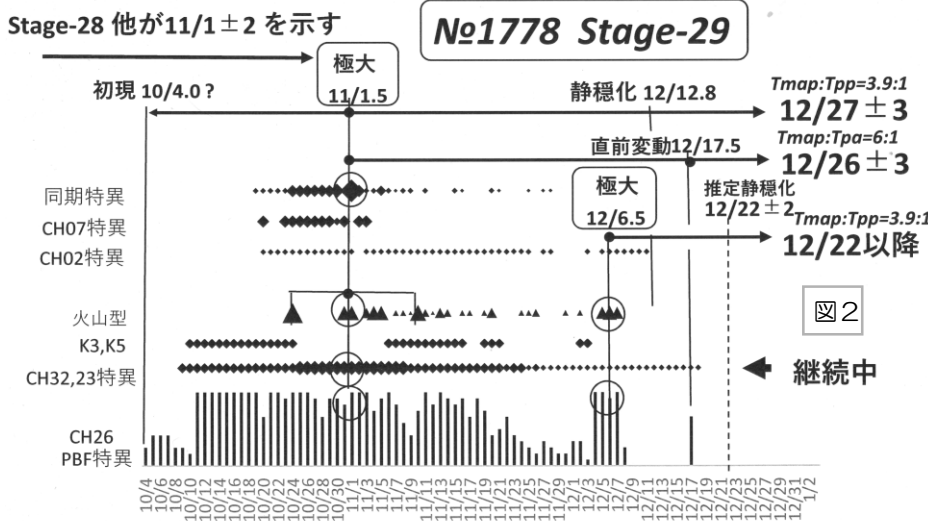 Stage-28 他が11/1±2 を示す
№1778 Stage-29
極大
11/1.5
初現 10/4.0？
静穏化 12/12.8
Tmap:Tpp=3.9:1
12/27±3
直前変動12/17.5
Tmap:Tpa=6:1
12/26±3
極大
12/6.5
推定静穏化
12/22±2
Tmap:Tpp=3.9:1
12/22以降
同期特異
CH07特異
CH02特異
火山型
K3,K5
CH32,23特異
CH26
PBF特異
図2
継続中
10/4
10/6
10/8
10/10
10/12
10/14
10/16
10/18
10/20
10/22
10/24
10/26
10/28
10/30
11/1
11/3
11/5
11/7
11/9
11/11
11/13
11/15
11/17
11/19
11/21
11/23
11/25
11/27
11/29
12/1
12/3
12/5
12/7
12/9
12/11
12/13
12/15
12/17
12/19
12/21
12/23
12/25
12/27
12/29
12/31
1/2